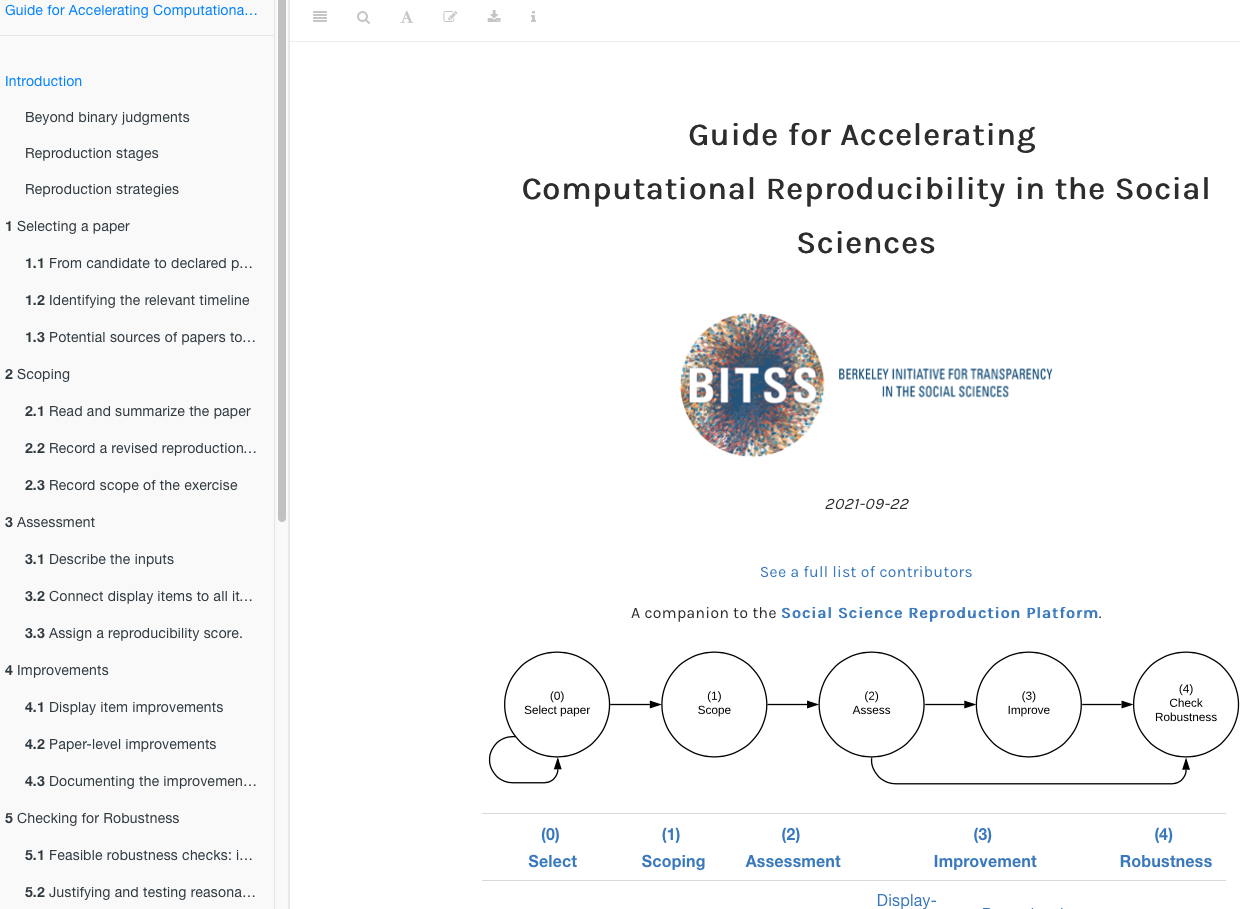 Guide for Accelerating Computationa…
Introduction
Beyond binary judgments
Reproduction stages
Reproduction strategies
1 Selecting a paper
1.1 From candidate to declared p…
1.2 Identifying the relevant timeline
1.3 Potential sources of papers to…
2 Scoping
2.1 Read and summarize the paper
2.2 Record a revised reproduction…
2.3 Record scope of the exercise
3 Assessment
3.1 Describe the inputs
3.2 Connect display items to all it…
3.3 Assign a reproducibility score.
4 Improvements
4.1 Display item improvements
4.2 Paper-level improvements
4.3 Documenting the improvemen…
5 Checking for Robustness
5.1 Feasible robustness checks: i…
5.2 Justifying and testing reasona…
Guide for Accelerating
Computational Reproducibility in the Social
Sciences
BITSS
BERKELEY INITIATIVE FOR TRANSPARENCY
IN THE SOCIAL SCIENCES
2021-09-22
See a full list of contributors
A companion to the Social Science Reproduction Platform.
(0)
Select paper
(1)
Scope
(2)
Assess
(3)
Improve
(4)
Check
Robustness
(0)
Select
(1)
Scoping
(2)
Assessment
(3)
Improvement
(4)
Robustness
Display-